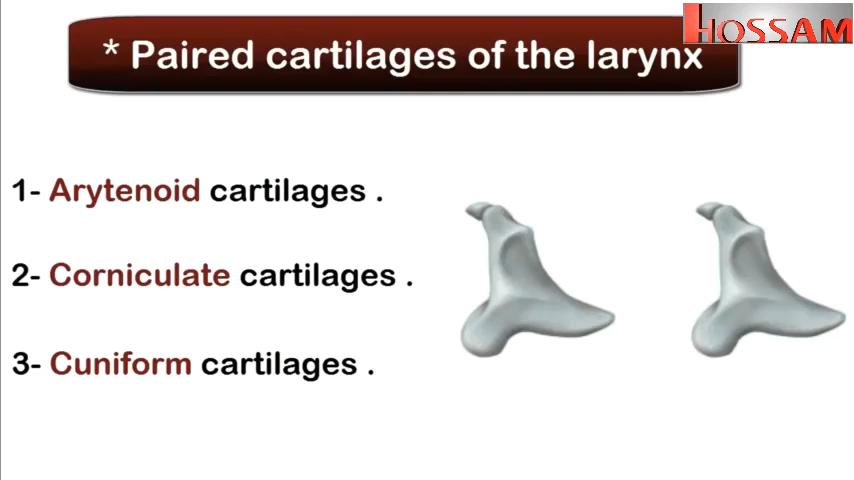 HOSSAM
* Paired cartilages of the larynx
1- Arytenoid cartilages .
2- Corniculate cartilages .
3- Cuniform cartilages .